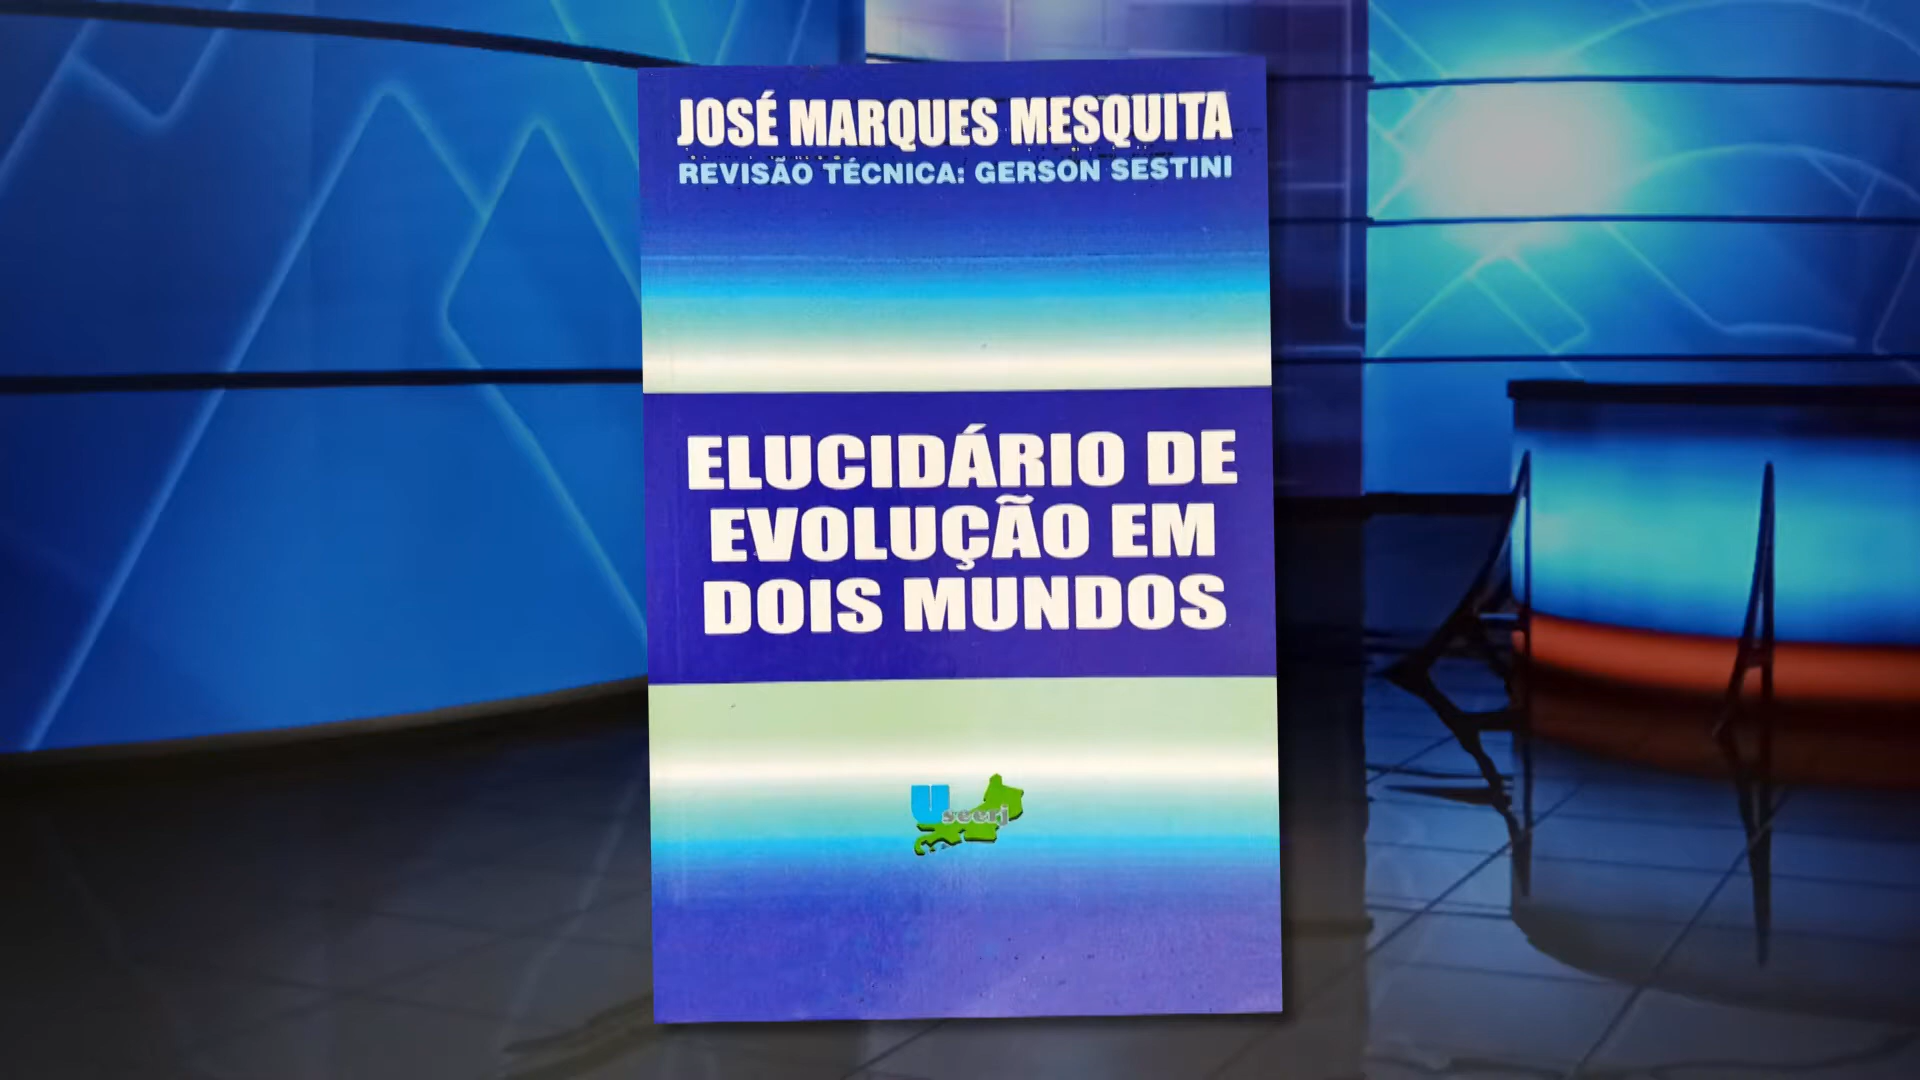 JOSÉ MARQUES MESQUITA
REVISÃO TÉCNICA: GERSON SESTINI
ELUCIDÁRIO DE
EVOLUÇÃO EM
DOIS MUNDOS
Useerj